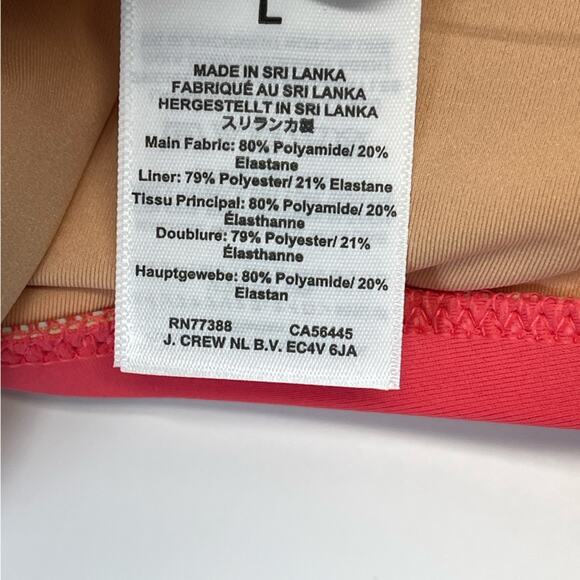 L
MADE IN SRI LANKA
FABRIQUÉ AU SRI LANKA
HERGESTELLT IN SRI LANKA
スリランカ製
Main Fabric: 80% Polyamide/ 20%
Elastane
Liner: 79% Polyester/ 21% Elastane
Tissu Principal: 80% Polyamide/ 20%
Élasthanne
Doublure: 79% Polyester/ 21%
Élasthanne
Hauptgewebe: 80% Polyamide/ 20%
Elastan
RN77388 CA56445
J. CREW NL B.V. EC4V 6JA